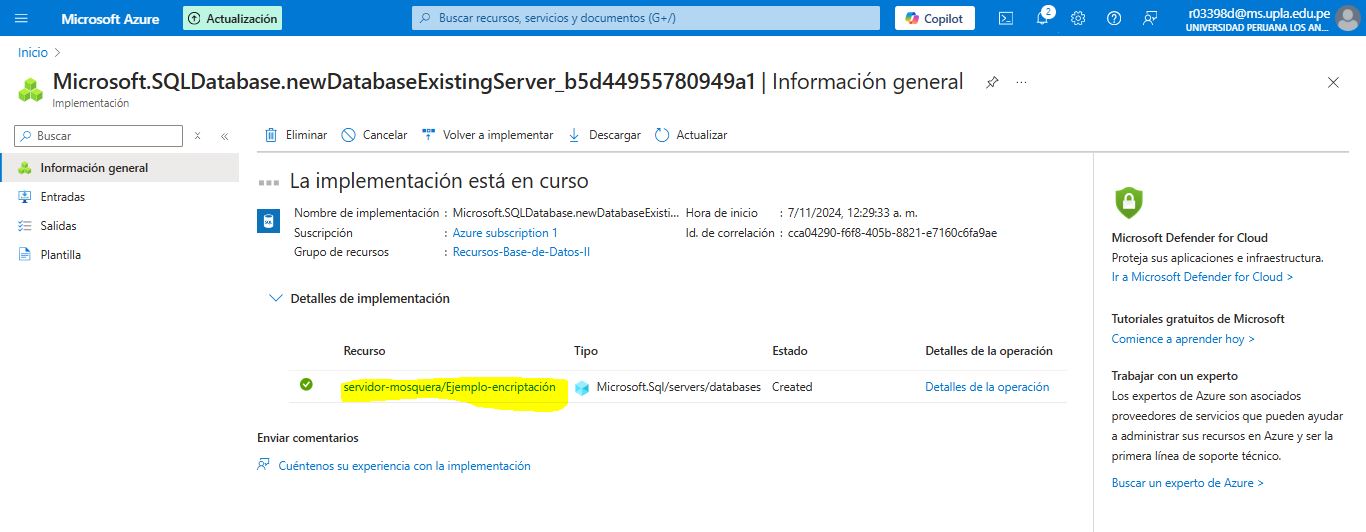 Microsoft Azure
Actualización
Buscar recursos, servicios y documentos (G+/)
Copilot
2
r03398d@ms.upla.edu.pe
UNIVERSIDAD PERUANA LOS AN...
Inicio >
Microsoft.SQLDatabase.newDatabaseExistingServer_b5d44955780949a1 | Información general
...
Implementación
Buscar
Eliminar
Cancelar
Volver a implementar
Descargar
Actualizar
Información general
Entradas
Salidas
Plantilla
La implementación está en curso
Nombre de implementación : Microsoft.SQLDatabase.newDatabaseExisti...
Suscripción : Azure subscription 1
Grupo de recursos : Recursos-Base-de-Datos-II
Hora de inicio : 7/11/2024, 12:29:33 a. m.
Id. de correlación : cca04290-f6f8-405b-8821-e7160c6fa9ae
Detalles de implementación
Recurso Tipo Estado Detalles de la operación
servidor-mosquera/Ejemplo-encriptación Microsoft.Sql/servers/databases Created Detalles de la operación
Enviar comentarios
Cuéntenos su experiencia con la implementación
Microsoft Defender for Cloud
Proteja sus aplicaciones e infraestructura.
Ir a Microsoft Defender for Cloud >
Tutoriales gratuitos de Microsoft
Comience a aprender hoy >
Trabajar con un experto
Los expertos de Azure son asociados
proveedores de servicios que pueden ayudar
a administrar sus recursos en Azure y ser la
primera línea de soporte técnico.
Buscar un experto de Azure >